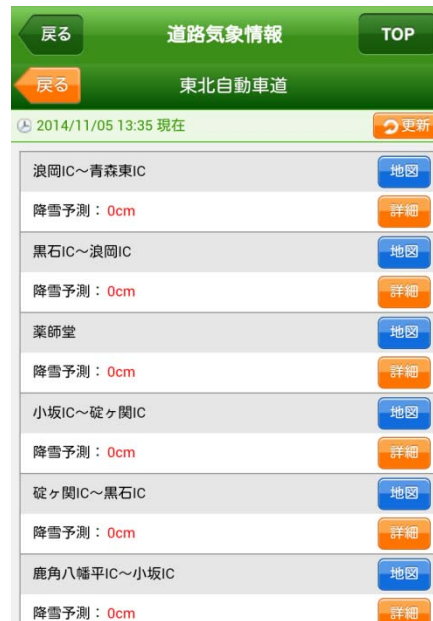 戻る 道路気象情報 TOP
戻る 東北自動車道
2014/11/05 13:35 現在 更新
浪岡IC～青森東IC 地図
降雪予測：0cm 詳細
黒石IC～浪岡IC 地図
降雪予測：0cm 詳細
薬師堂 地図
降雪予測：0cm 詳細
小坂IC～碇ヶ関IC 地図
降雪予測：0cm 詳細
碇ヶ関IC～黒石IC 地図
降雪予測：0cm 詳細
鹿角八幡平IC～小坂IC 地図
降雪予測：0cm 詳細